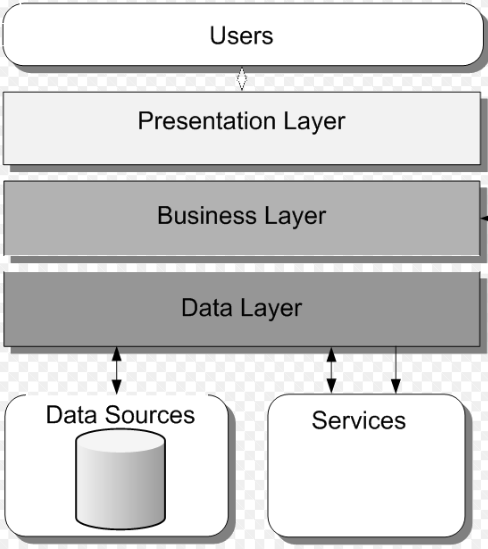 Users
Presentation Layer
Business Layer
Data Layer
Data Sources
Services